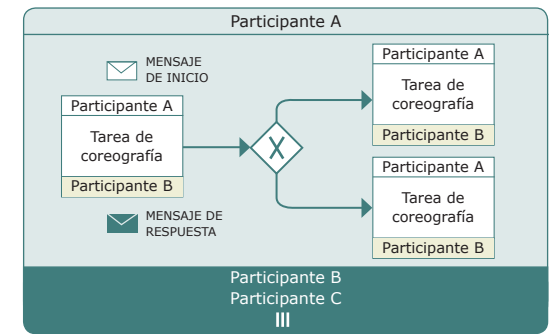 Participante A
MENSAJE
DE INICIO
Participante A
Tarea de
coreografía
Participante B
MENSAJE DE
RESPUESTA
X
Participante A
Tarea de
coreografía
Participante B
Participante A
Tarea de
coreografía
Participante B
Participante B
Participante C